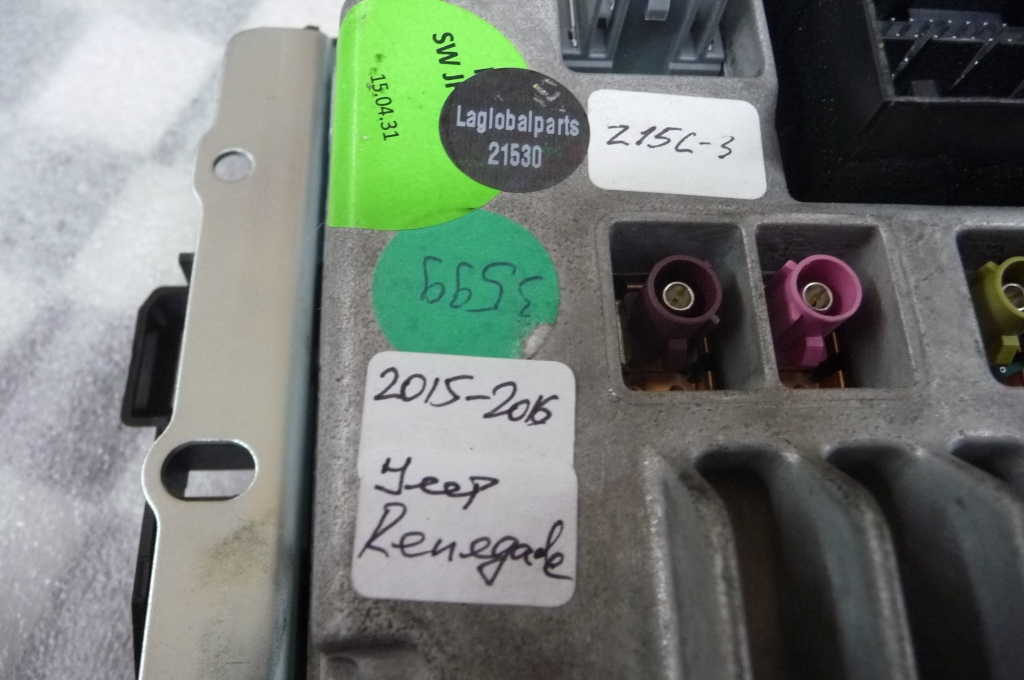 SW
15.04.31
Laglobalparts
21530
215C-3
3599
2015-2016
Jeep
Renegade